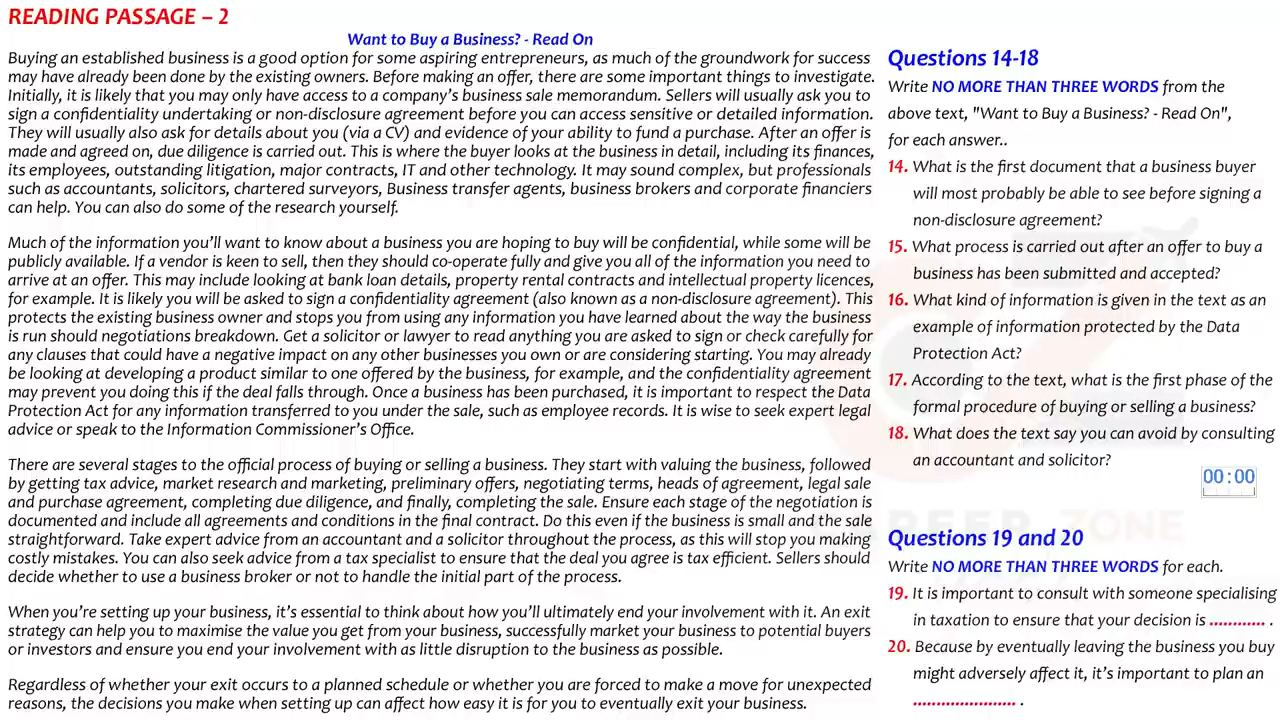 READING PASSAGE – 2
Want to Buy a Business? - Read On
Buying an established business is a good option for some aspiring entrepreneurs, as much of the groundwork for success
may have already been done by the existing owners. Before making an offer, there are some important things to investigate.
Initially, it is likely that you may only have access to a company's business sale memorandum. Sellers will usually ask you to
sign a confidentiality undertaking or non-disclosure agreement before you can access sensitive or detailed information.
They will usually also ask for details about you (via a CV) and evidence of your ability to fund a purchase. After an offer is
made and agreed on, due diligence is carried out. This is where the buyer looks at the business in detail, including its finances,
its employees, outstanding litigation, major contracts, IT and other technology. It may sound complex, but professionals
such as accountants, solicitors, chartered surveyors, Business transfer agents, business brokers and corporate financiers
can help. You can also do some of the research yourself.
Much of the information you'll want to know about a business you are hoping to buy will be confidential, while some will be
publicly available. If a vendor is keen to sell, then they should co-operate fully and give you all of the information you need to
arrive at an offer. This may include looking at bank loan details, property rental contracts and intellectual property licences,
for example. It is likely you will be asked to sign a confidentiality agreement (also known as a non-disclosure agreement). This
protects the existing business owner and stops you from using any information you have learned about the way the business
is run should negotiations breakdown. Get a solicitor or lawyer to read anything you are asked to sign or check carefully for
any clauses that could have a negative impact on any other businesses you own or are considering starting. You may already
be looking at developing a product similar to one offered by the business, for example, and the confidentiality agreement
may prevent you doing this if the deal falls through. Once a business has been purchased, it is important to respect the Data
Protection Act for any information transferred to you under the sale, such as employee records. It is wise to seek expert legal
advice or speak to the Information Commissioner's Office.
There are several stages to the official process of buying or selling a business. They start with valuing the business, followed
by getting tax advice, market research and marketing, preliminary offers, negotiating terms, heads of agreement, legal sale
and purchase agreement, completing due diligence, and finally, completing the sale. Ensure each stage of the negotiation is
documented and include all agreements and conditions in the final contract. Do this even if the business is small and the sale
straightforward. Take expert advice from an accountant and a solicitor throughout the process, as this will stop you making
costly mistakes. You can also seek advice from a tax specialist to ensure that the deal you agree is tax efficient. Sellers should
decide whether to use a business broker or not to handle the initial part of the process.
When you're setting up your business, it's essential to think about how you'll ultimately end your involvement with it. An exit
strategy can help you to maximise the value you get from your business, successfully market your business to potential buyers
or investors and ensure you end your involvement with as little disruption to the business as possible.
Regardless of whether your exit occurs to a planned schedule or whether you are forced to make a move for unexpected
reasons, the decisions you make when setting up can affect how easy it is for you to eventually exit your business.
Questions 14-18
Write NO MORE THAN THREE WORDS from the
above text, "Want to Buy a Business? - Read On",
for each answer..
14. What is the first document that a business buyer
will most probably be able to see before signing a
non-disclosure agreement?
15. What process is carried out after an offer to buy a
business has been submitted and accepted?
16. What kind of information is given in the text as an
example of information protected by the Data
Protection Act?
17. According to the text, what is the first phase of the
formal procedure of buying or selling a business?
18. What does the text say you can avoid by consulting
an accountant and solicitor?
00:00
Questions 19 and 20
Write NO MORE THAN THREE WORDS for each.
19. It is important to consult with someone specialising
in taxation to ensure that your decision is ............ .
20. Because by eventually leaving the business you buy
might adversely affect it, it's important to plan an
...................... .